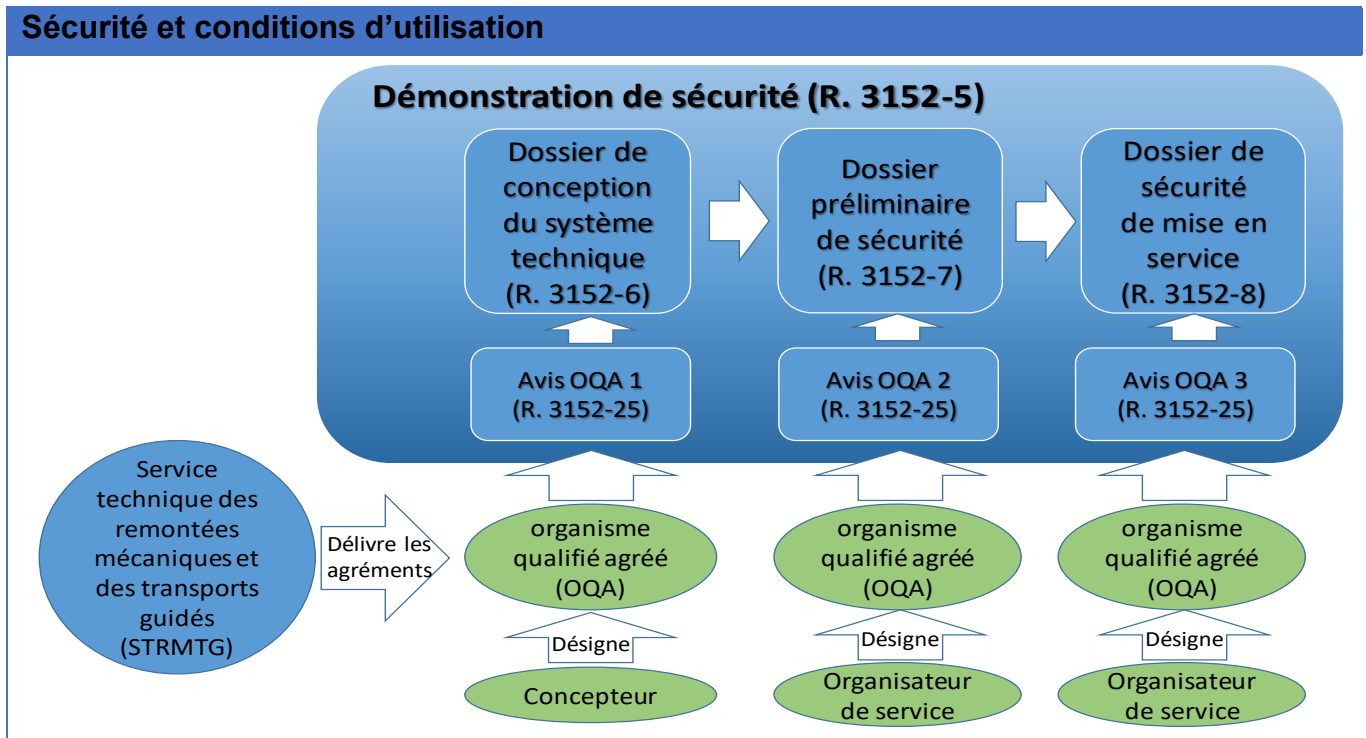 Sécurité et conditions d’utilisation
Démonstration de sécurité (R. 3152-5)
Dossier de
conception
du système
technique
(R. 3152-6)
Dossier
préliminaire
de sécurité
(R. 3152-7)
Dossier de
sécurité
de mise en
service
(R. 3152-8)
Avis OQA 1
(R. 3152-25)
Avis OQA 2
(R. 3152-25)
Avis OQA 3
(R. 3152-25)
Service
technique des
remontées
mécaniques et
des transports
guidés
(STRMTG)
Délivre les
agréments
organisme
qualifié agréé
(OQA)
organisme
qualifié agréé
(OQA)
organisme
qualifié agréé
(OQA)
Désigne
Désigne
Désigne
Concepteur
Organisateur
de service
Organisateur
de service